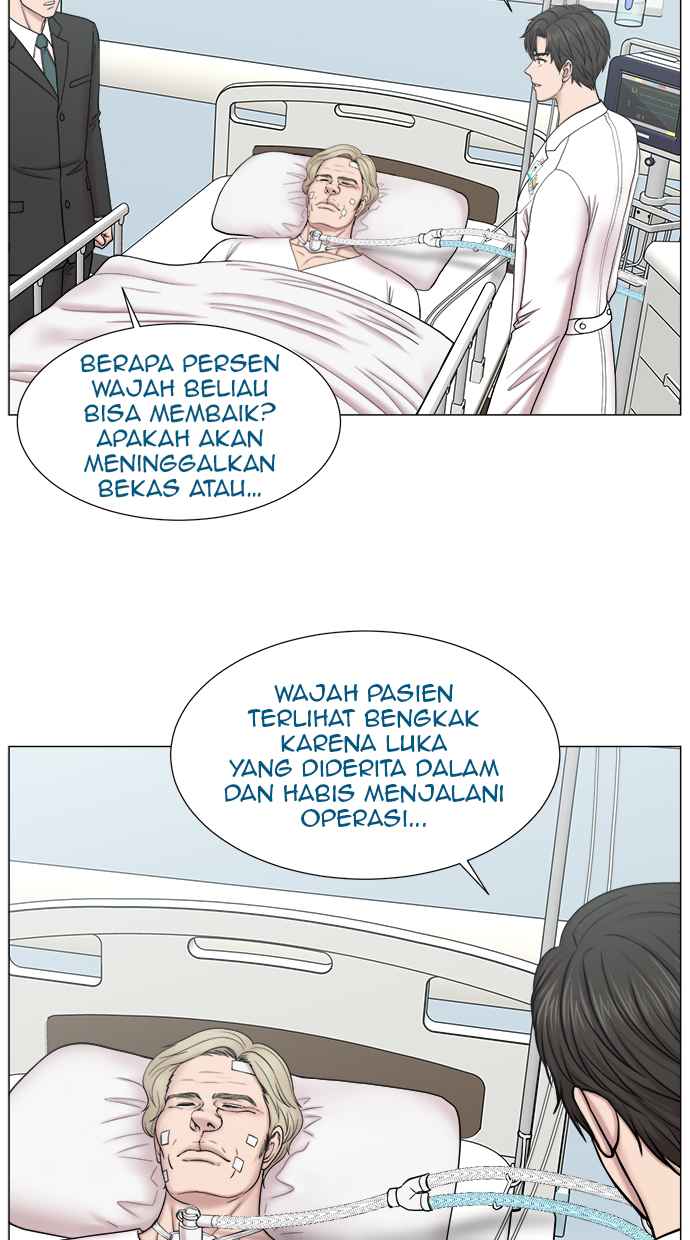 BERAPA PERSEN
WAJAH BELIAU
BISA MEMBAIK?
APAKAH AKAN
MENINGGALKAN
BEKAS ATAU...
WAJAH PASIEN
TERLIHAT BENGKAK
KARENA LUKA
YANG DIDERITA DALAM
DAN HABIS MENJALANI
OPERASI...